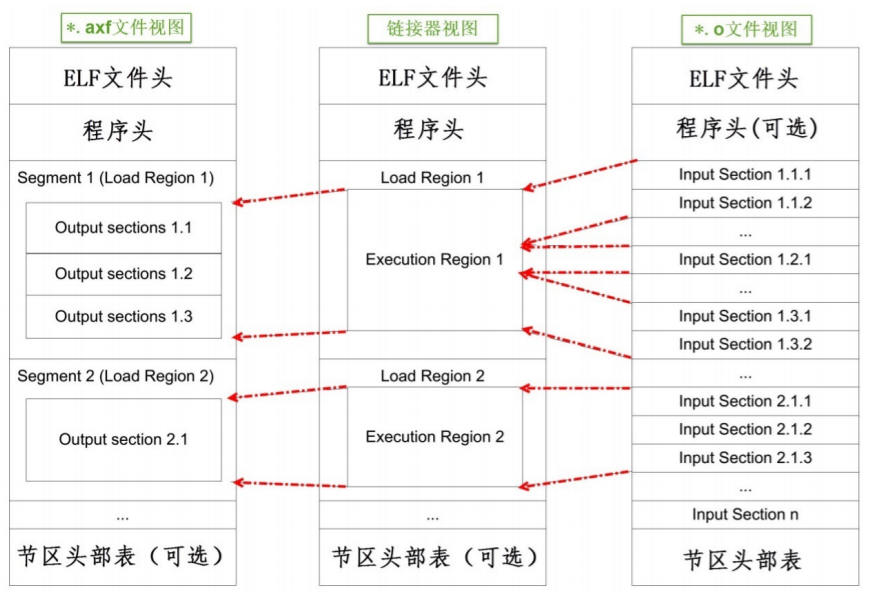 *. axf文件视图
ELF文件头
程序头
Segment 1 (Load Region 1)
Output sections 1.1
Output sections 1.2
Output sections 1.3
Segment 2 (Load Region 2)
Output section 2.1
...
节区头部表（可选）
链接器视图
ELF文件头
程序头
Load Region 1
Execution Region 1
Load Region 2
Execution Region 2
...
节区头部表（可选）
*. o文件视图
ELF文件头
程序头(可选)
Input Section 1.1.1
Input Section 1.1.2
...
Input Section 1.2.1
...
Input Section 1.3.1
Input Section 1.3.2
...
Input Section 2.1.1
Input Section 2.1.2
Input Section 2.1.3
...
Input Section n
节区头部表